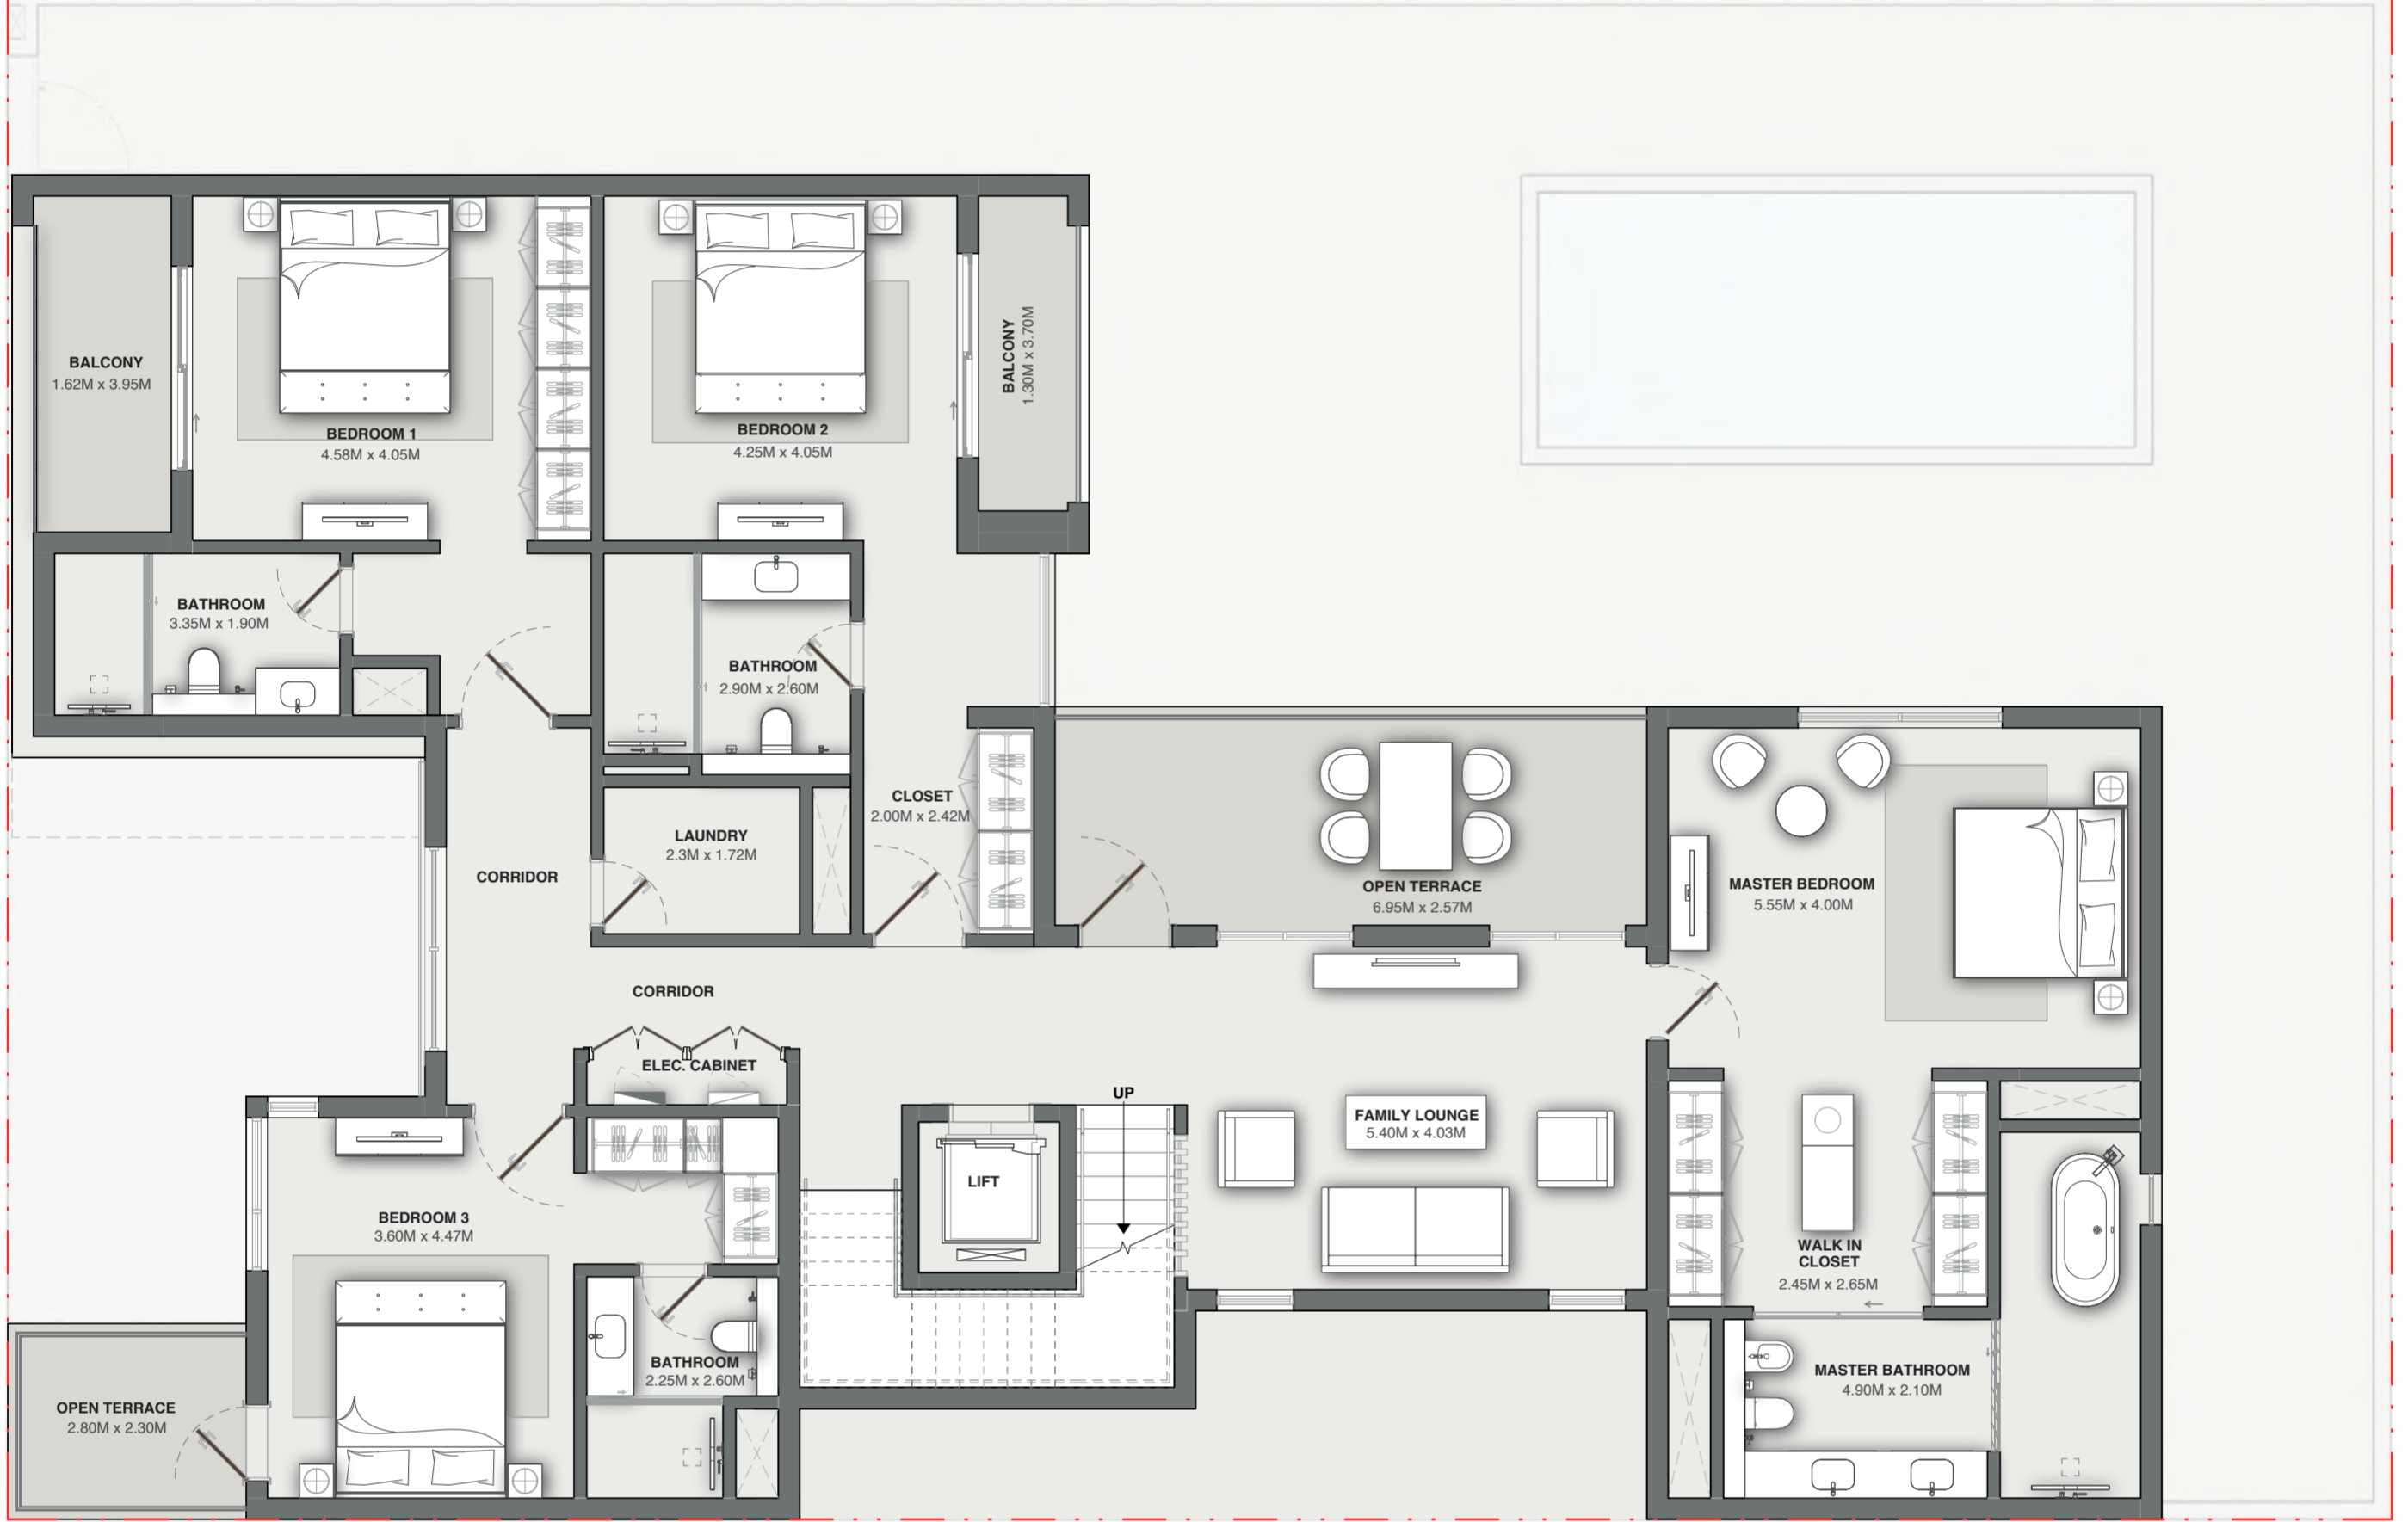 BALCONY
1.62M x 3.95M
BEDROOM 1
4.58M x 4.05M
BEDROOM 2
4.25M x 4.05M
BALCONY
1.30M x 3.70M
BATHROOM
3.35M x 1.90M
BATHROOM
2.90M x 2.60M
CLOSET
2.00M x 2.42M
LAUNDRY
2.3M x 1.72M
CORRIDOR
OPEN TERRACE
6.95M x 2.57M
MASTER BEDROOM
5.55M x 4.00M
CORRIDOR
ELEC. CABINET
UP
FAMILY LOUNGE
5.40M x 4.03M
LIFT
BEDROOM 3
3.60M x 4.47M
WALK IN
CLOSET
2.45M x 2.65M
BATHROOM
2.25M x 2.60M
MASTER BATHROOM
4.90M x 2.10M
OPEN TERRACE
2.80M x 2.30M